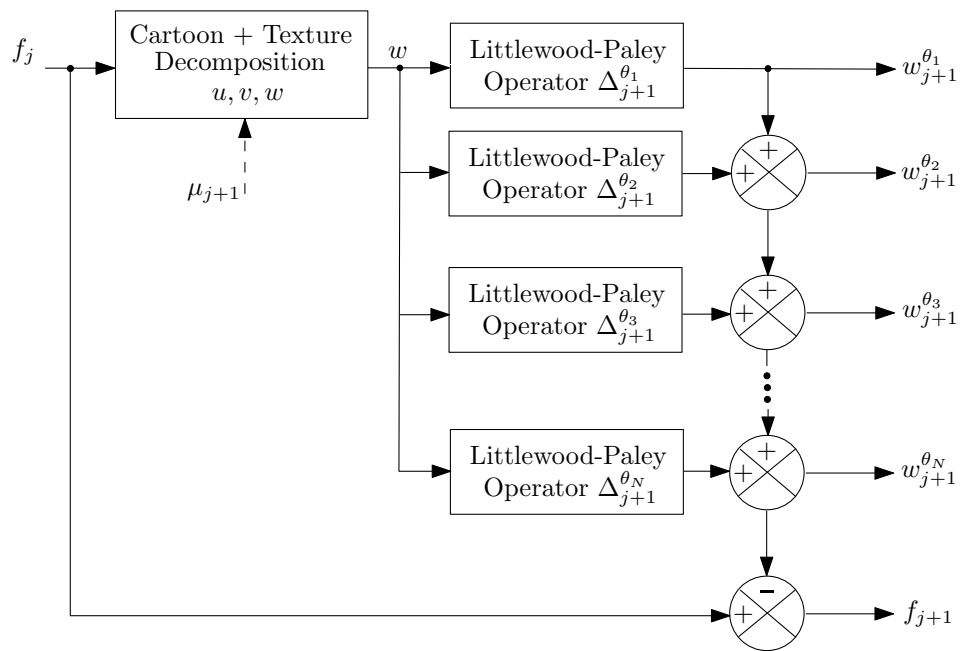 f_j
Cartoon + Texture
Decomposition
u, v, w
μ_{j+1}
w
Littlewood-Paley
Operator Δ_{j+1}^{θ_1}
w_{j+1}^{θ_1}
Littlewood-Paley
Operator Δ_{j+1}^{θ_2}
+
+
w_{j+1}^{θ_2}
Littlewood-Paley
Operator Δ_{j+1}^{θ_3}
+
+
w_{j+1}^{θ_3}
Littlewood-Paley
Operator Δ_{j+1}^{θ_N}
+
+
w_{j+1}^{θ_N}
−
+
f_{j+1}